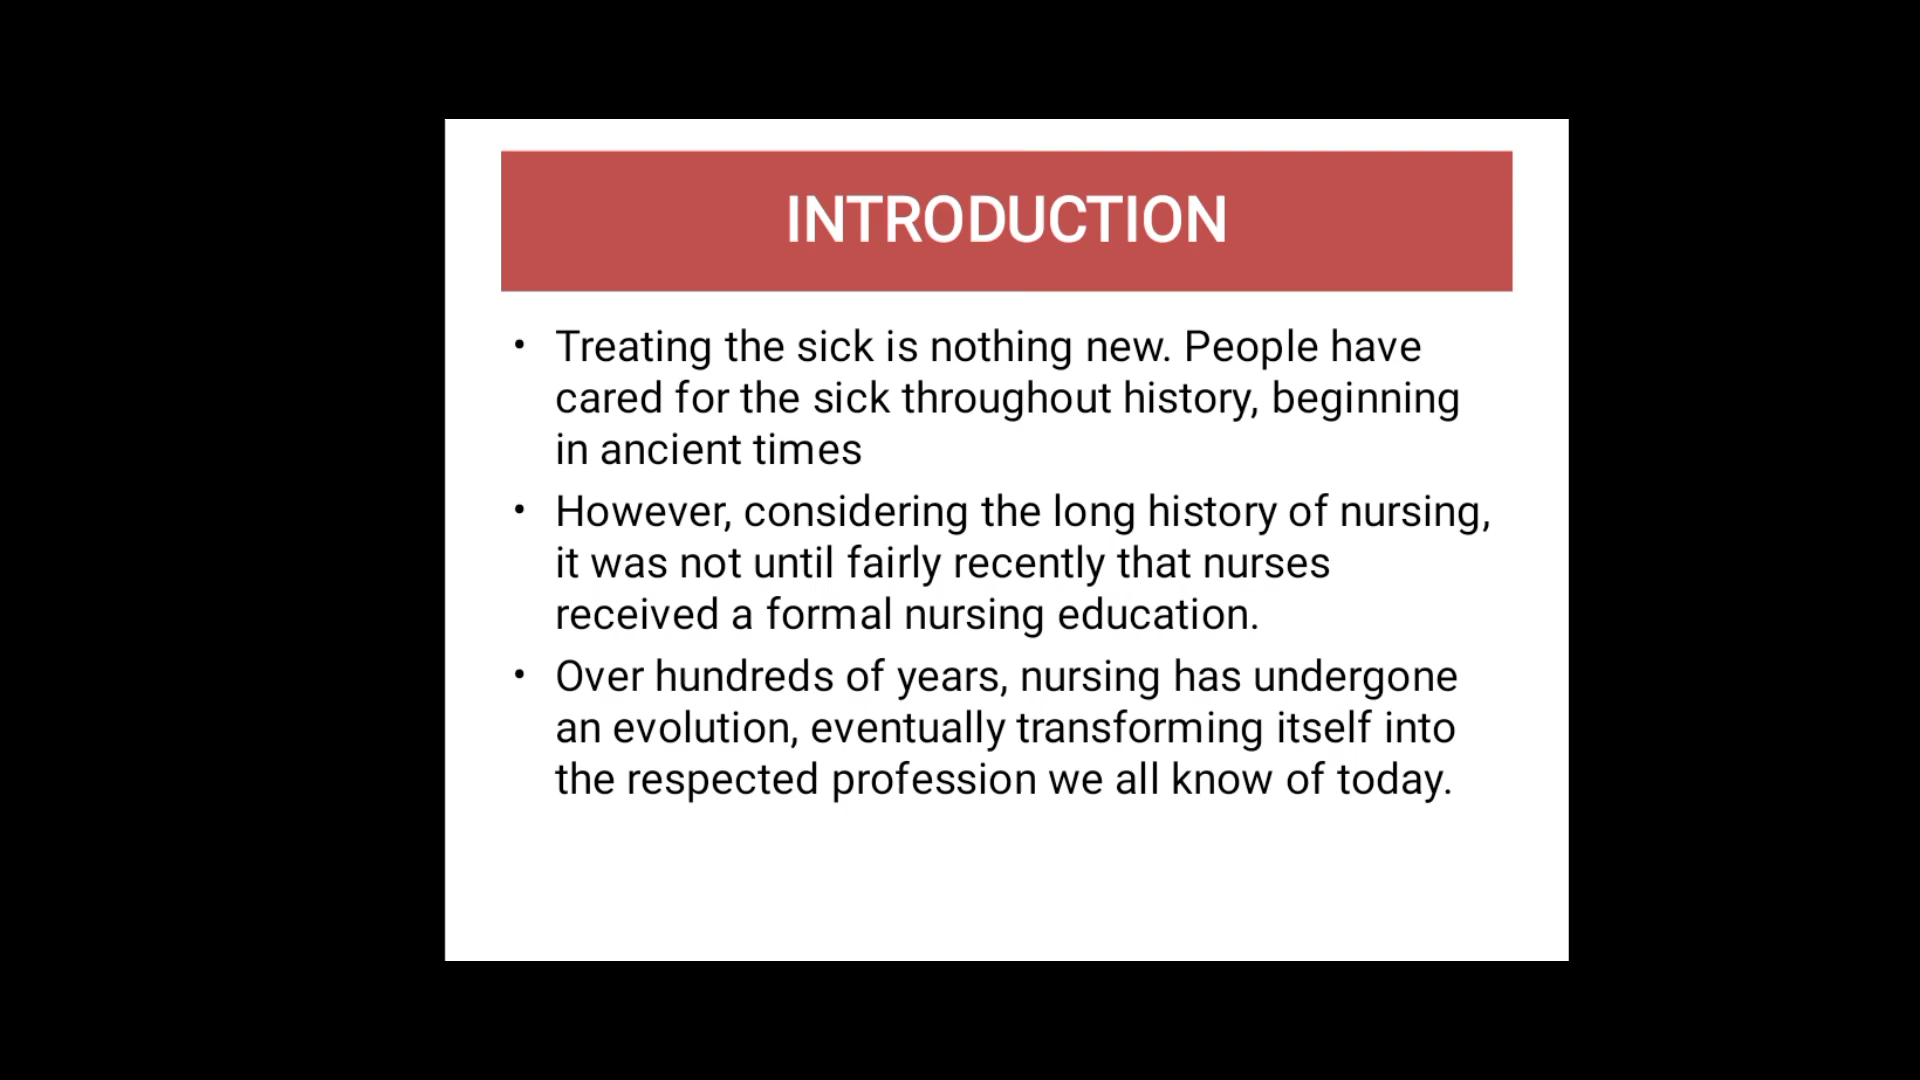 INTRODUCTION
• Treating the sick is nothing new. People have
cared for the sick throughout history, beginning
in ancient times
• However, considering the long history of nursing,
it was not until fairly recently that nurses
received a formal nursing education.
• Over hundreds of years, nursing has undergone
an evolution, eventually transforming itself into
the respected profession we all know of today.